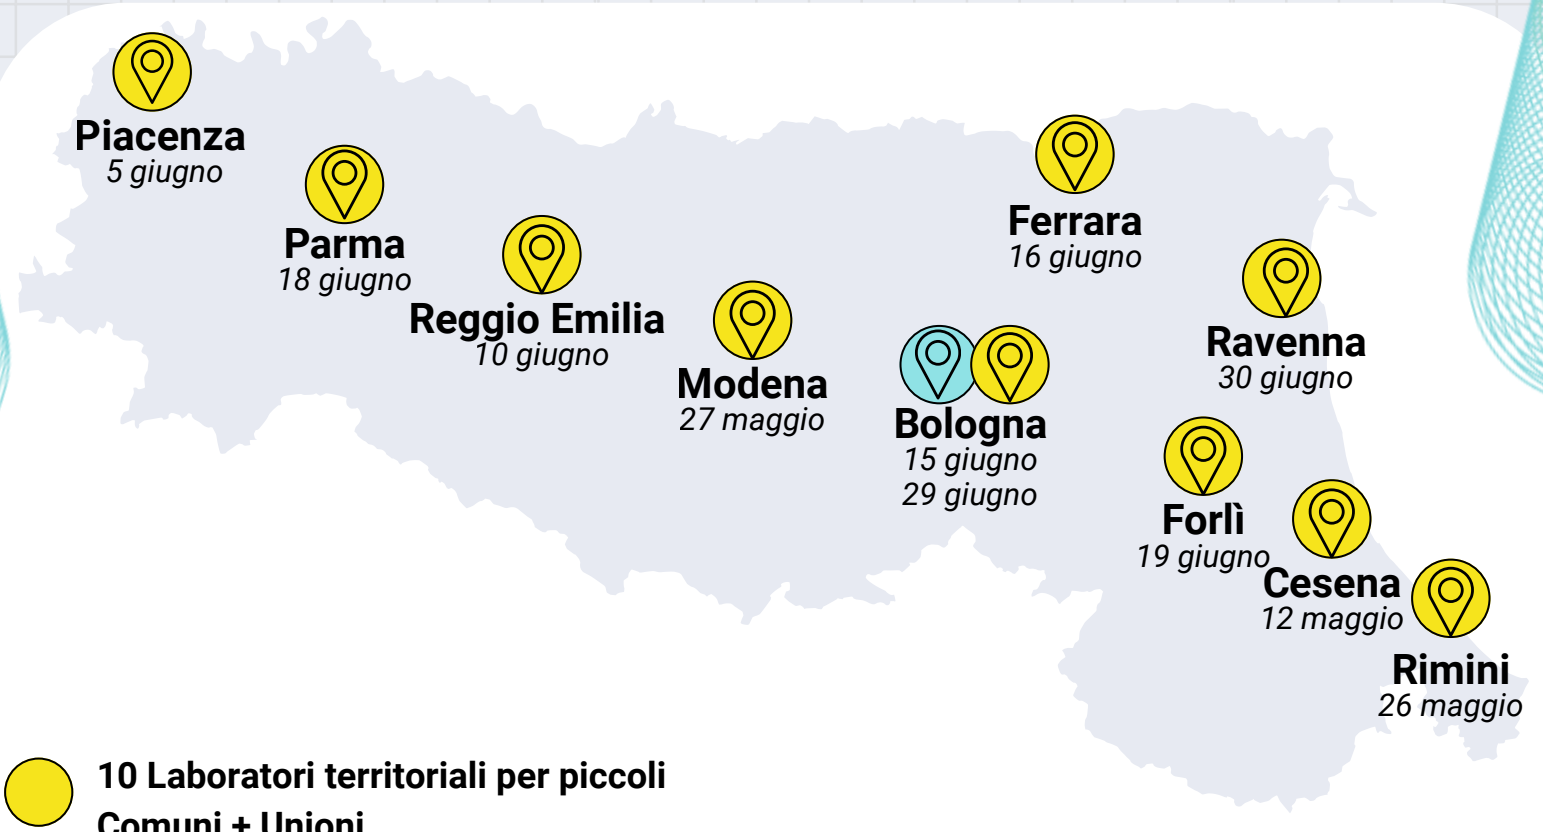 Piacenza
5 giugno
Parma
18 giugno
Reggio Emilia
10 giugno
Modena
27 maggio
Bologna
15 giugno
29 giugno
Ferrara
16 giugno
Ravenna
30 giugno
Forlì
19 giugno
Cesena
12 maggio
Rimini
26 maggio
10 Laboratori territoriali per piccoli
Comuni + Unioni